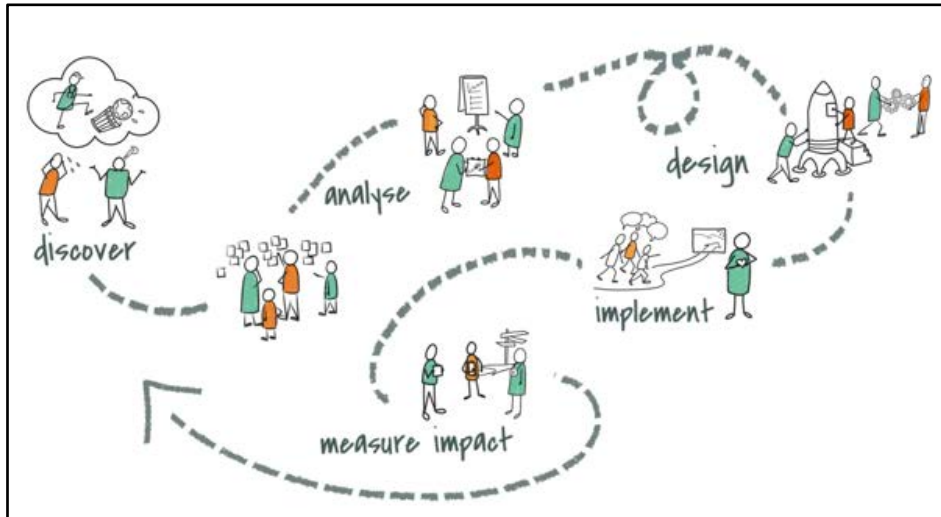 discover
analyse
design
implement
measure impact